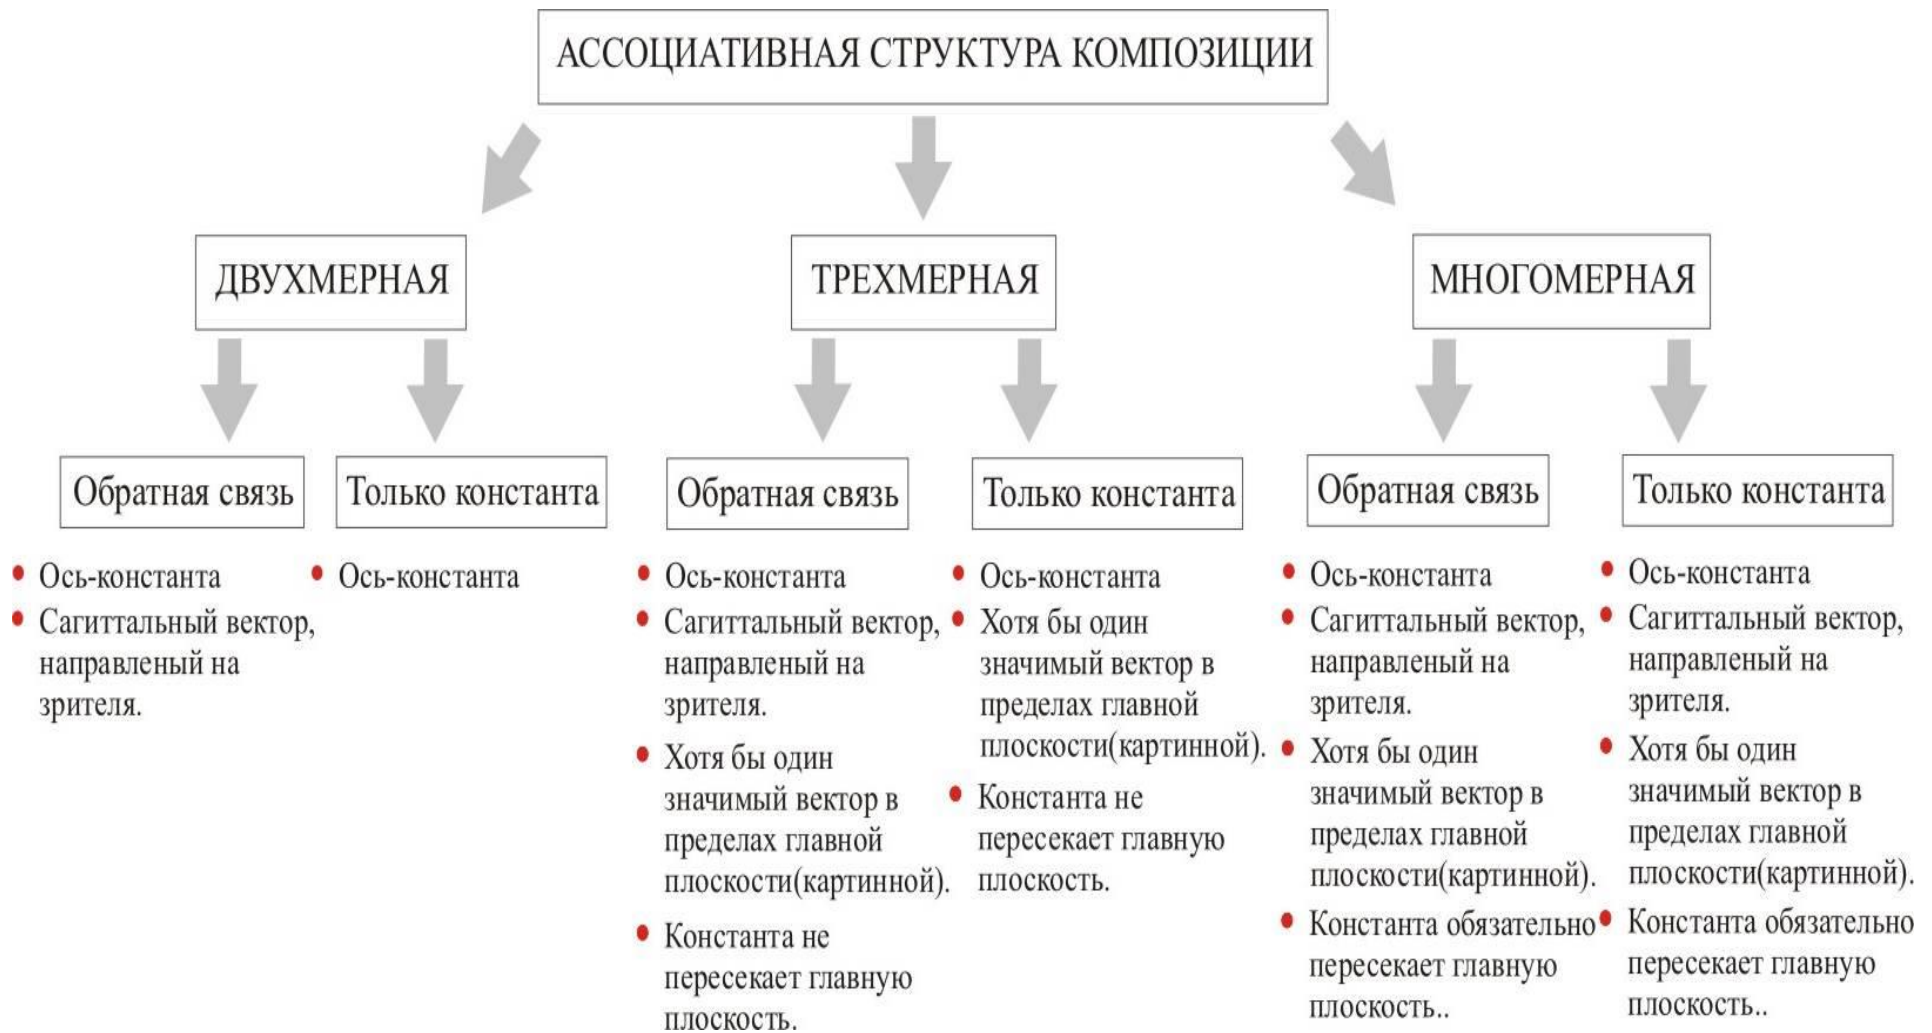 АССОЦИАТИВНАЯ СТРУКТУРА КОМПОЗИЦИИ
ДВУХМЕРНАЯ
ТРЕХМЕРНАЯ
МНОГОМЕРНАЯ
Обратная связь
Только константа
Обратная связь
Только константа
Обратная связь
Только константа
Ось-константа
Сагиттальный вектор,
направленый на
зрителя.
Ось-константа
Ось-константа
Сагиттальный вектор,
направленый на
зрителя.
Хотя бы один
значимый вектор в
пределах главной
плоскости(картинной).
Константа не
пересекает главную
плоскость.
Ось-константа
Хотя бы один
значимый вектор в
пределах главной
плоскости(картинной).
Константа не
пересекает главную
плоскость.
Ось-константа
Сагиттальный вектор,
направленый на
зрителя.
Хотя бы один
значимый вектор в
пределах главной
плоскости(картинной).
Константа обязательно
пересекает главную
плоскость..
Ось-константа
Сагиттальный вектор,
направленый на
зрителя.
Хотя бы один
значимый вектор в
пределах главной
плоскости(картинной).
Константа обязательно
пересекает главную
плоскость..